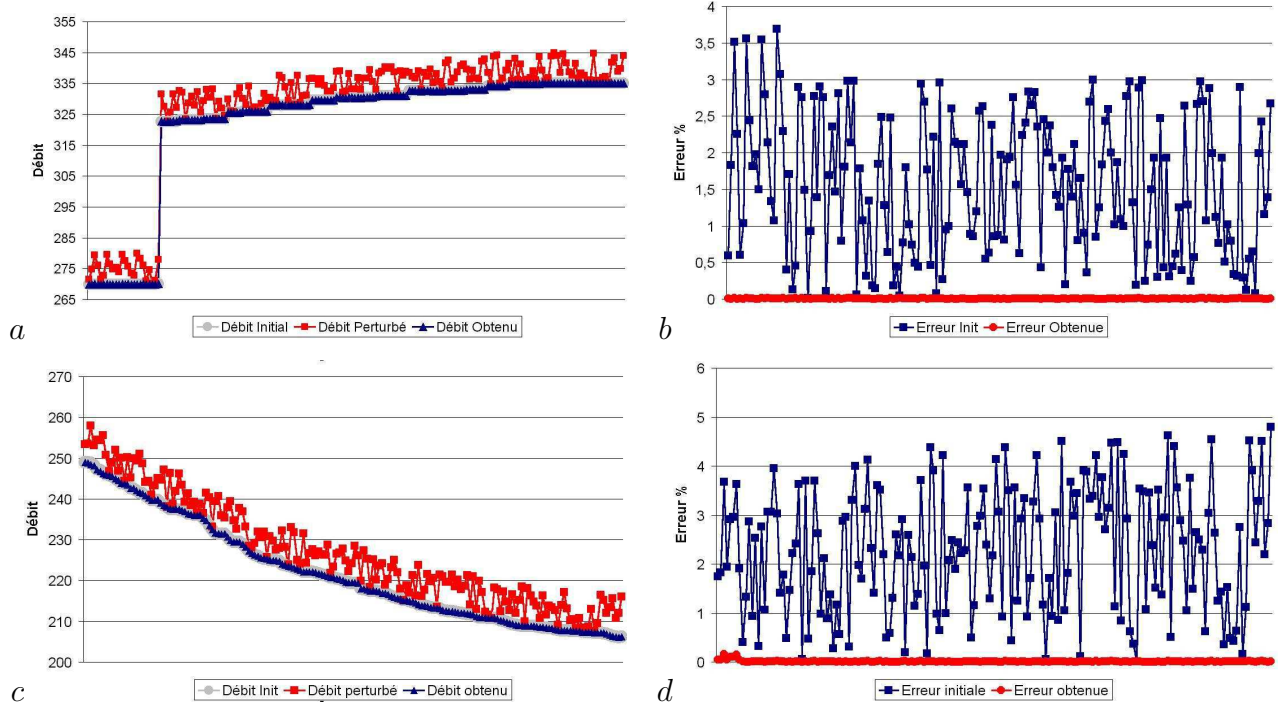 355
345
335
325
315
305
295
285
275
265
Débit
Débit Initial Débit Perturbé Débit Obtenu
a
4
3,5
3
2,5
2
1,5
1
0,5
0
Erreur %
Erreur Init Erreur Obtenue
b
270
260
250
240
230
220
210
200
Débit
Débit Init Débit perturbé Débit obtenu
c
6
5
4
3
2
1
0
Erreur %
Erreur initiale Erreur obtenue
d